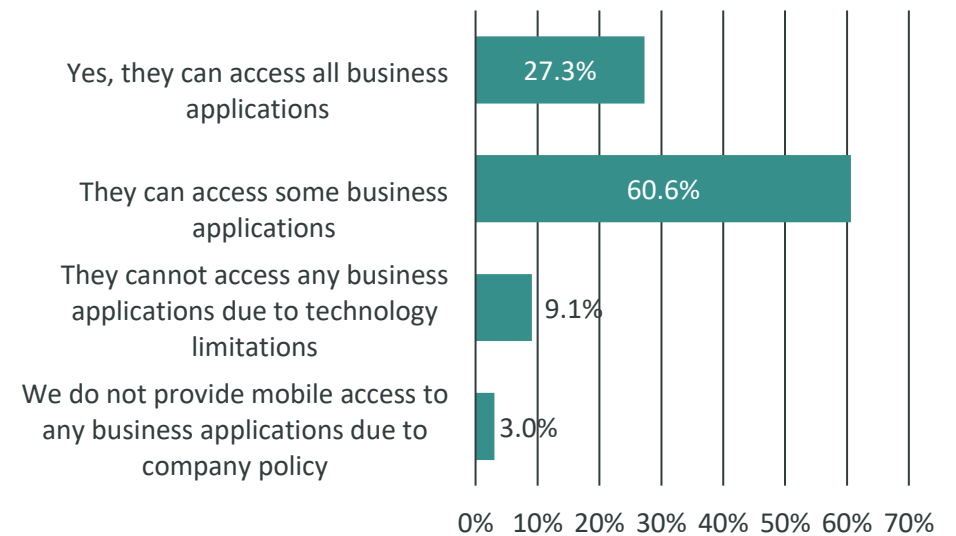 Yes, they can access all business
applications
27.3%
They can access some business
applications
60.6%
They cannot access any business
applications due to technology
limitations
9.1%
We do not provide mobile access to
any business applications due to
company policy
3.0%
0% 10% 20% 30% 40% 50% 60% 70%